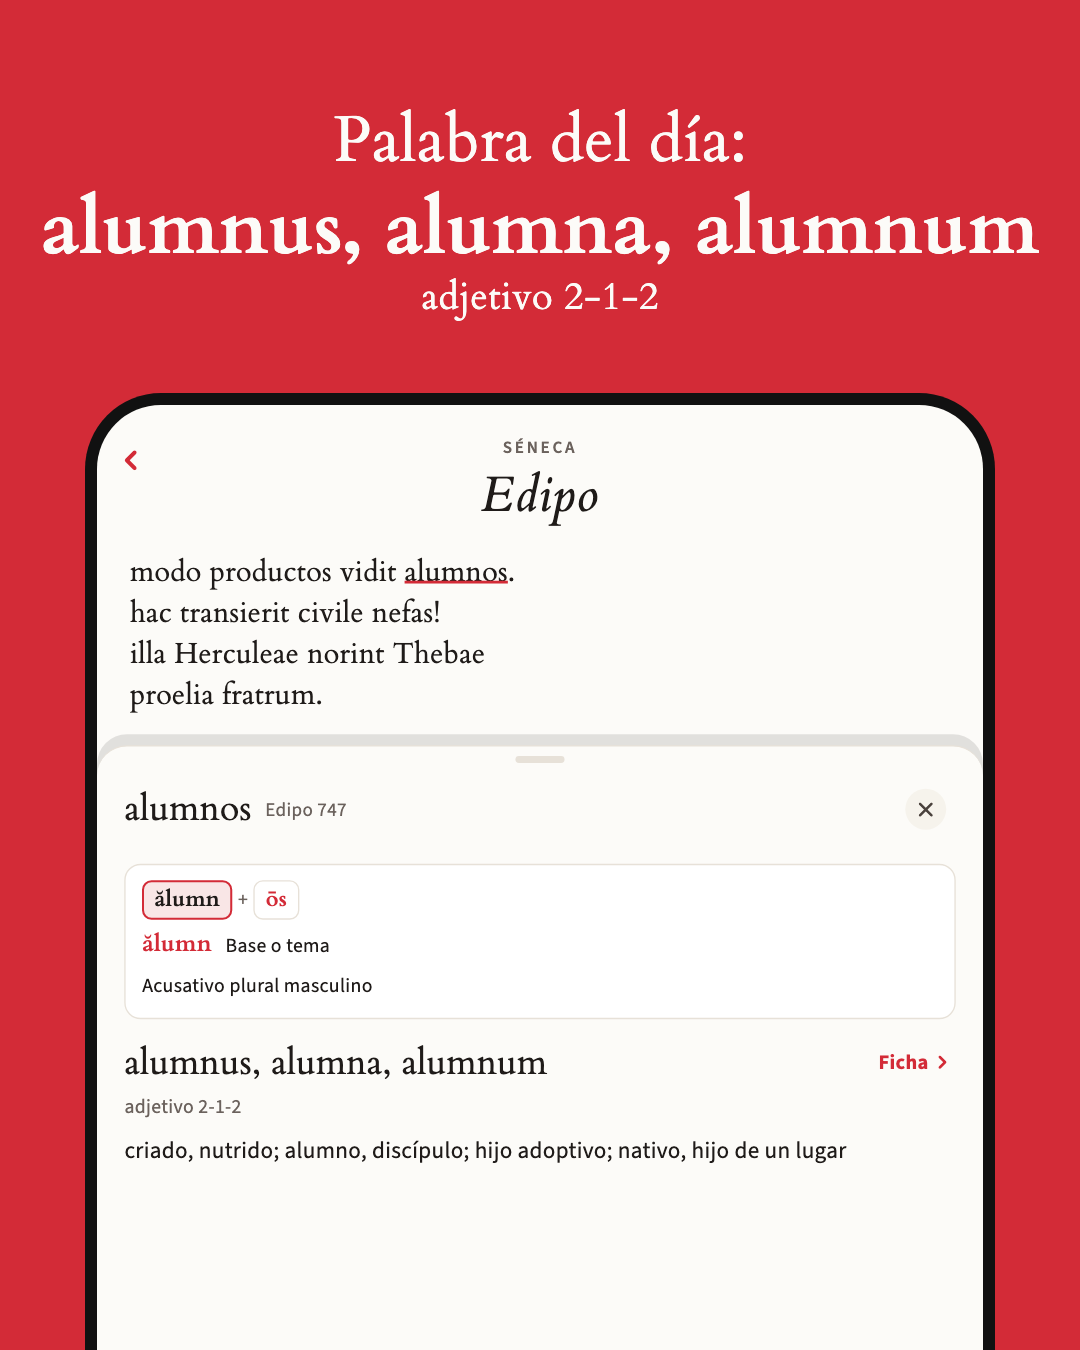 Palabra del día:
alumnus, alumna, alumnum
adjetivo 2-1-2
SÉNECA
Edipo
modo productos vidit alumnos.
hac transierit civile nefas!
illa Herculeae norint Thebae
proelia fratrum.
alumnos Edipo 747
ălumn + ōs
ălumn Base o tema
Acusativo plural masculino
alumnus, alumna, alumnum Ficha
adjetivo 2-1-2
criado, nutrido; alumno, discípulo; hijo adoptivo; nativo, hijo de un lugar